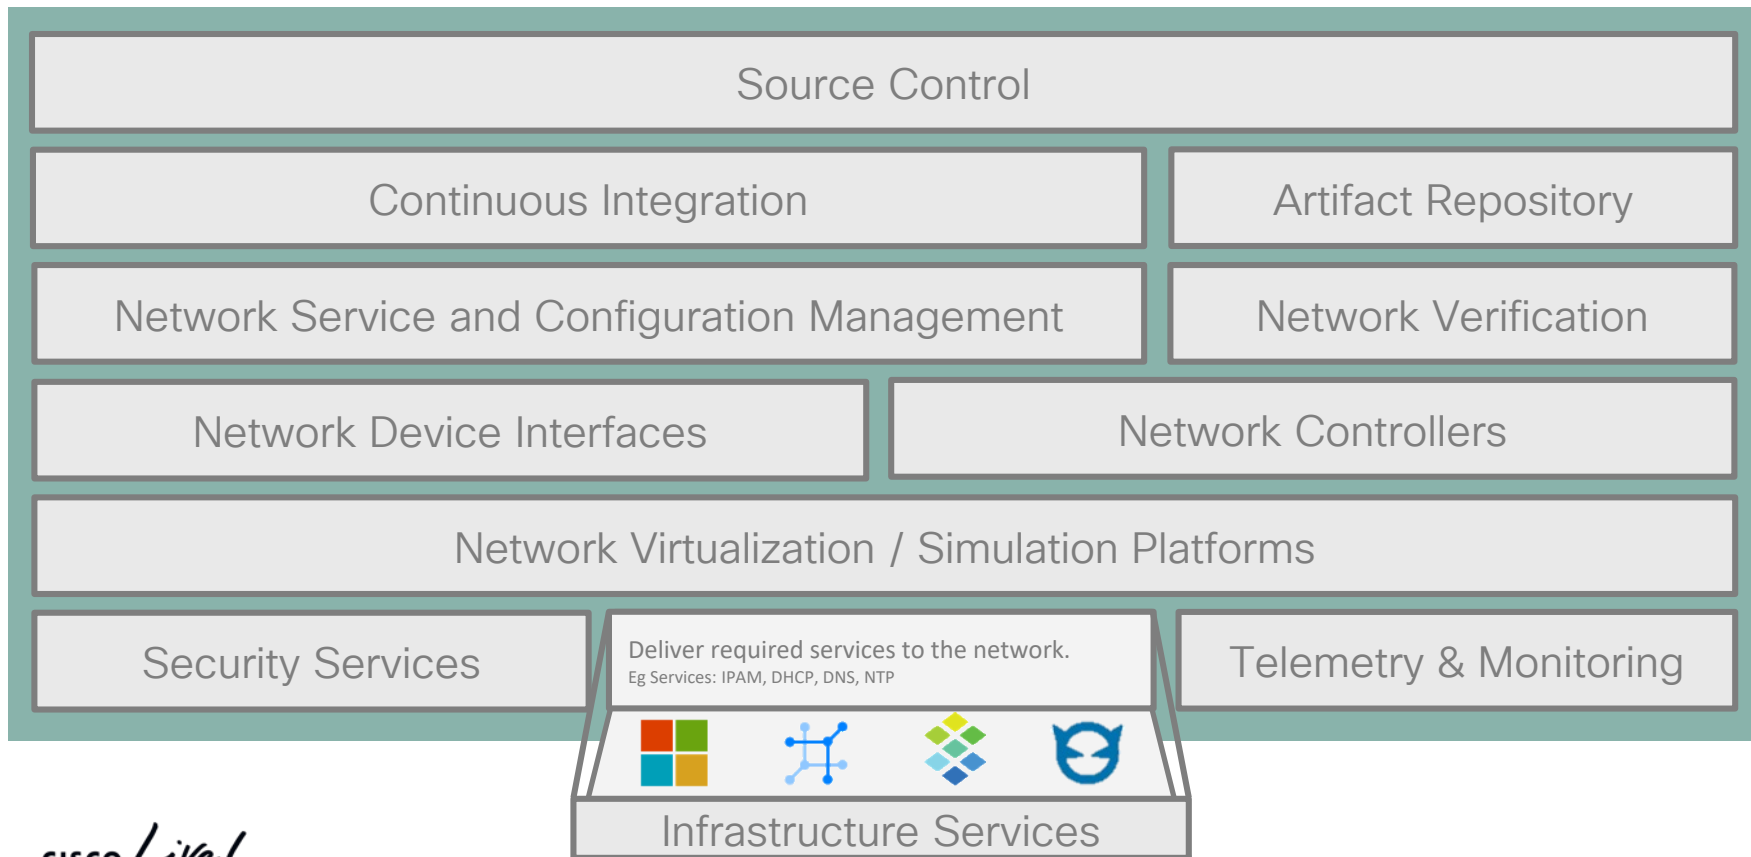 Source Control
Continuous Integration
Artifact Repository
Network Service and Configuration Management
Network Verification
Network Device Interfaces
Network Controllers
Network Virtualization / Simulation Platforms
Security Services
Deliver required services to the network.
Eg Services: IPAM, DHCP, DNS, NTP
Telemetry & Monitoring
Infrastructure Services
CISCO Live!